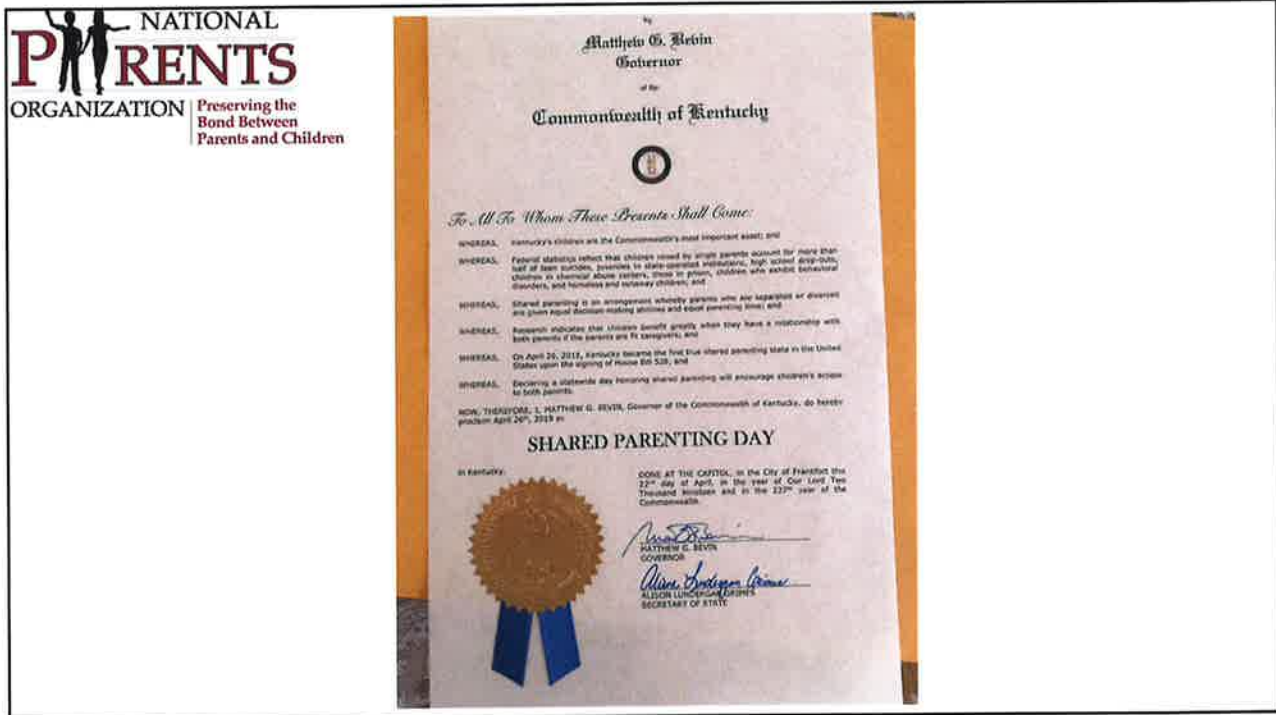 NATIONAL
PARENTS
ORGANIZATION
Preserving the
Bond Between
Parents and Children
by
Matthew G. Bevin
Governor
of the
Commonwealth of Kentucky
To All To Whom These Presents Shall Come:
WHEREAS, Kentucky's children are the Commonwealth's most important asset; and
WHEREAS, Federal statistics reflect that children raised by single parents account for more than
half of teen suicides, juveniles in state-operated institutions, high school drop-outs,
children in chemical abuse centers, those in prison, children who exhibit behavioral
disorders, and homeless and runaway children; and
WHEREAS, Shared parenting is an arrangement whereby parents who are separated or divorced
are given equal decision-making abilities and equal parenting time; and
WHEREAS, Research indicates that children benefit greatly when they have a relationship with
both parents if the parents are fit caregivers; and
WHEREAS, On April 26, 2018, Kentucky became the first true shared parenting state in the United
States upon the signing of House Bill 528; and
WHEREAS, Declaring a statewide day honoring shared parenting will encourage children's access
to both parents.
NOW, THEREFORE, I, MATTHEW G. BEVIN, Governor of the Commonwealth of Kentucky, do hereby
proclaim April 26th, 2019 as
SHARED PARENTING DAY
in Kentucky.
DONE AT THE CAPITOL, in the City of Frankfort this
22nd day of April, in the year of Our Lord Two
Thousand Nineteen and in the 227th year of the
Commonwealth.
MATTHEW G. BEVIN
GOVERNOR
Alison Lundergan Grimes
ALISON LUNDERGAN GRIMES
SECRETARY OF STATE